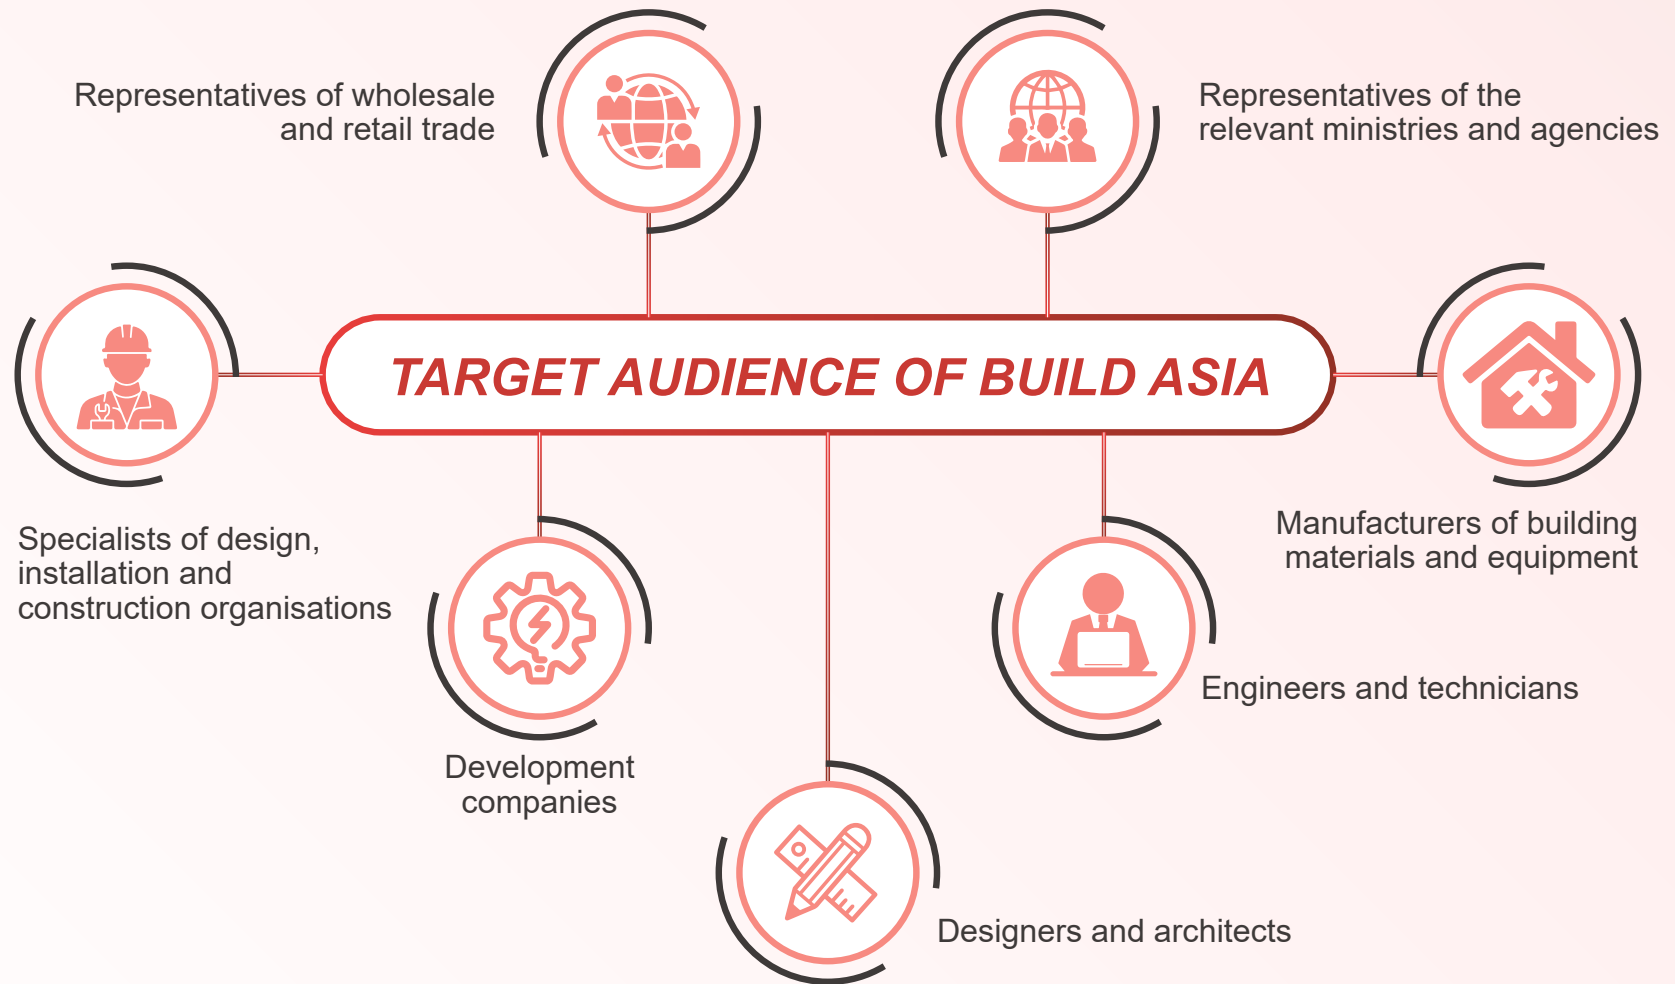 Representatives of wholesale
and retail trade
Representatives of the
relevant ministries and agencies
TARGET AUDIENCE OF BUILD ASIA
Specialists of design,
installation and
construction organisations
Manufacturers of building
materials and equipment
Development
companies
Engineers and technicians
Designers and architects